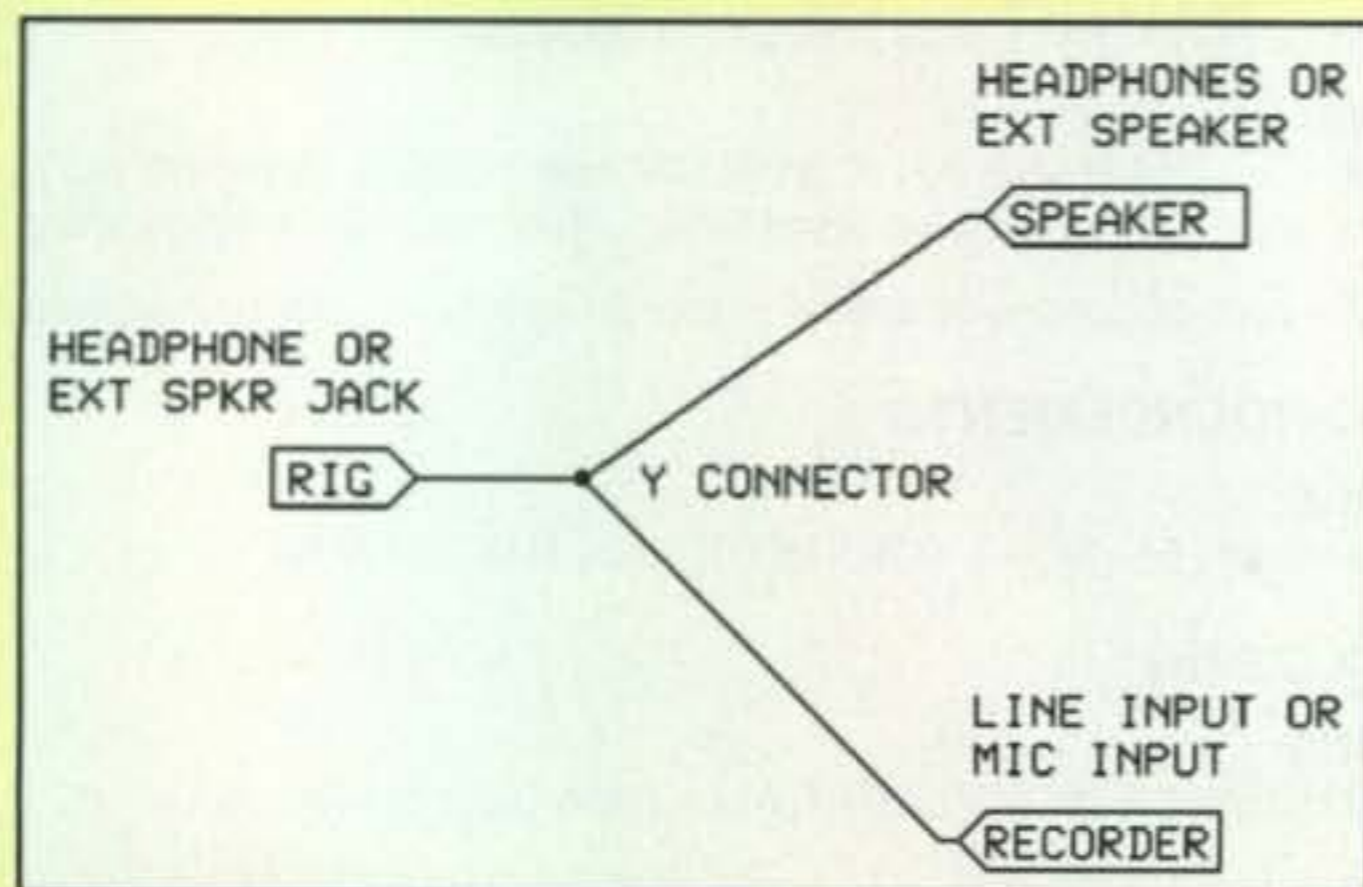 HEADPHONES OR
EXT SPEAKER
SPEAKER
HEADPHONE OR
EXT SPKR JACK
RIG
Y CONNECTOR
LINE INPUT OR
MIC INPUT
RECORDER